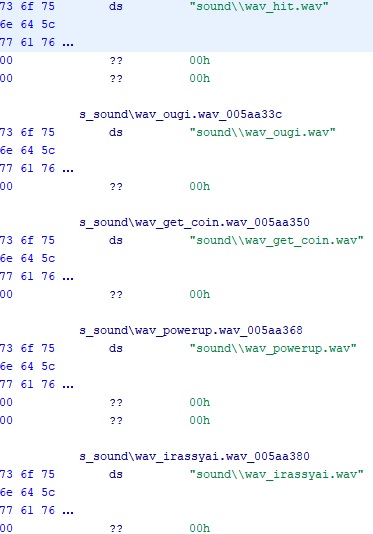 73 6f 75 ds "sound\\wav_hit.wav"
6e 64 5c
77 61 76 ...
00 ?? 00h
00 ?? 00h
s_sound\wav_ougi.wav_005aa33c
73 6f 75 ds "sound\\wav_ougi.wav"
6e 64 5c
77 61 76 ...
00 ?? 00h
s_sound\wav_get_coin.wav_005aa350
73 6f 75 ds "sound\\wav_get_coin.wav"
6e 64 5c
77 61 76 ...
00 ?? 00h
s_sound\wav_powerup.wav_005aa368
73 6f 75 ds "sound\\wav_powerup.wav"
6e 64 5c
77 61 76 ...
00 ?? 00h
00 ?? 00h
s_sound\wav_irassyai.wav_005aa380
73 6f 75 ds "sound\\wav_irassyai.wav"
6e 64 5c
77 61 76 ...
00 ?? 00h